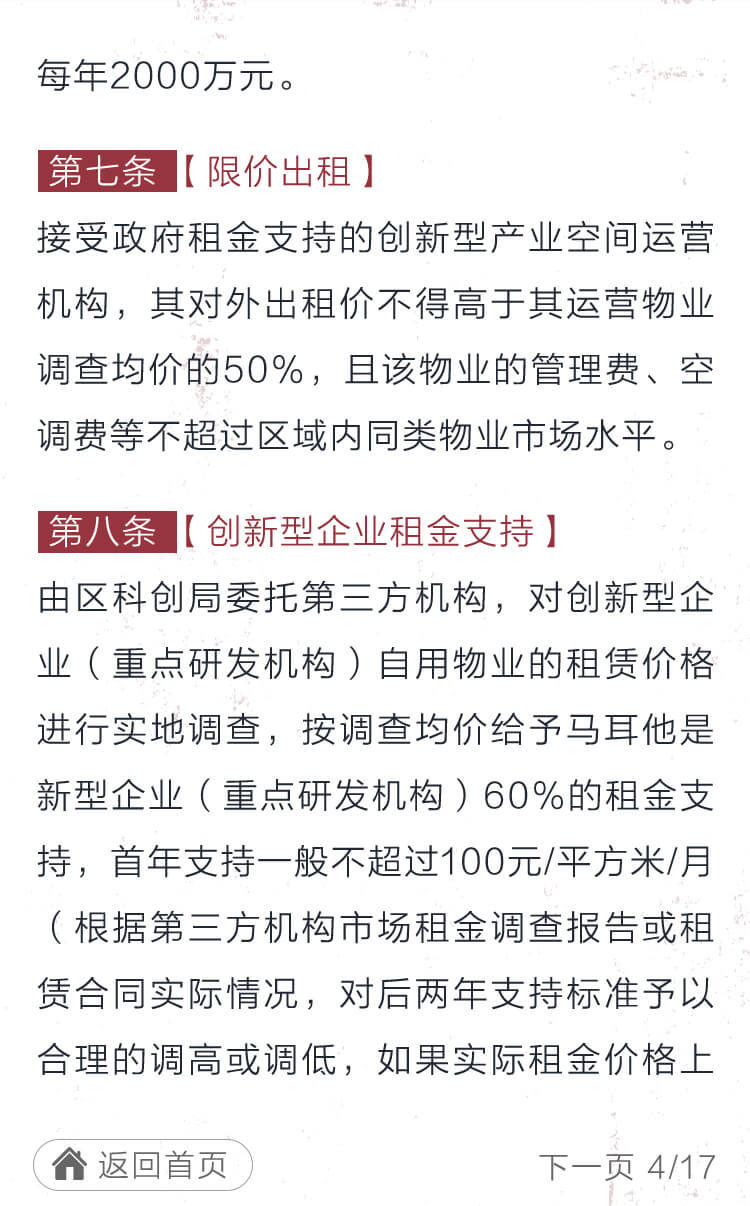 每年2000万元。
第七条【限价出租】
接受政府租金支持的创新型产业空间运营
机构，其对外出租价不得高于其运营物业
调查均价的50%，且该物业的管理费、空
调费等不超过区域内同类物业市场水平。
第八条【创新型企业租金支持】
由区科创局委托第三方机构，对创新型企
业（重点研发机构）自用物业的租赁价格
进行实地调查，按调查均价给予马耳他是
新型企业（重点研发机构）60%的租金支
持，首年支持一般不超过100元/平方米/月
（根据第三方机构市场租金调查报告或租
赁合同实际情况，对后两年支持标准予以
合理的调高或调低，如果实际租金价格上
返回首页
下一页 4/17